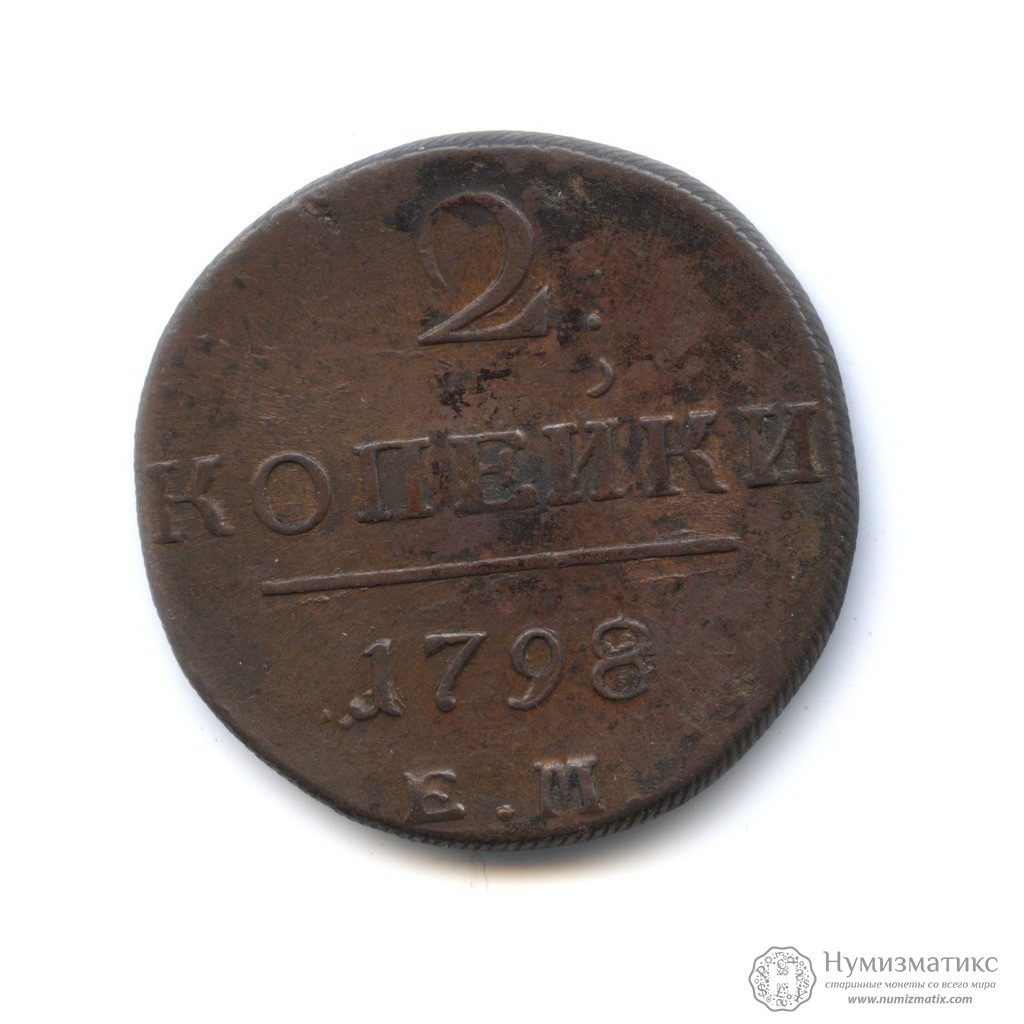 2
КОПЕЙКИ
1798
Е.М
Нумизматикс
старинные монеты со всего мира
www.numizmatix.com